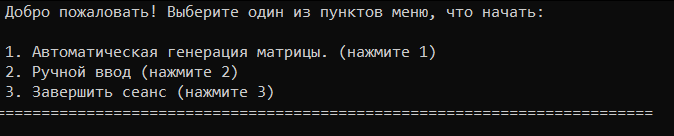 Добро пожаловать! Выберите один из пунктов меню, что начать:
1. Автоматическая генерация матрицы. (нажмите 1)
2. Ручной ввод (нажмите 2)
3. Завершить сеанс (нажмите 3)
==========================================================================